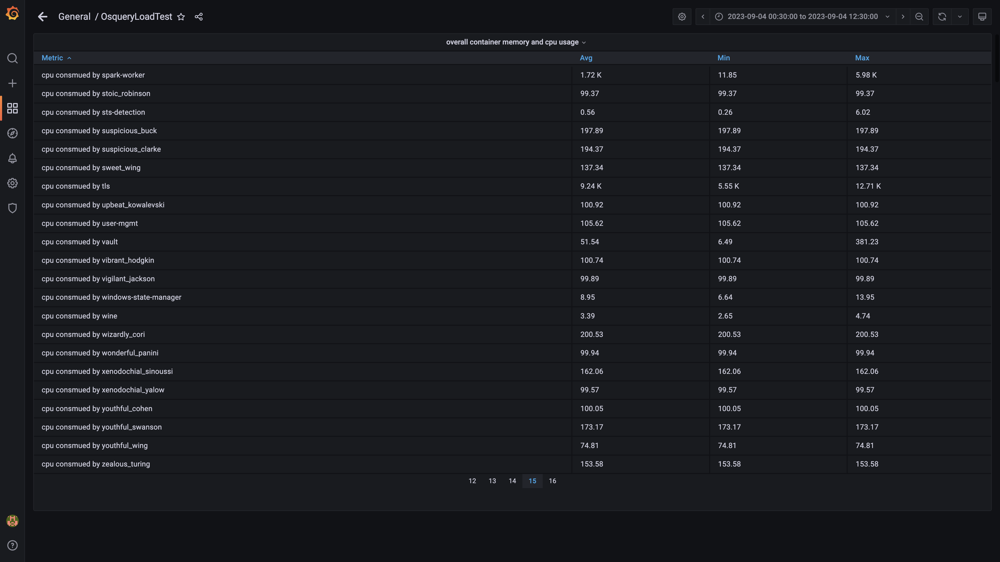 General / OsqueryLoadTest
2023-09-04 00:30:00 to 2023-09-04 12:30:00
overall container memory and cpu usage
Metric Avg Min Max
cpu consmued by spark-worker 1.72 K 11.85 5.98 K
cpu consmued by stoic_robinson 99.37 99.37 99.37
cpu consmued by sts-detection 0.56 0.26 6.02
cpu consmued by suspicious_buck 197.89 197.89 197.89
cpu consmued by suspicious_clarke 194.37 194.37 194.37
cpu consmued by sweet_wing 137.34 137.34 137.34
cpu consmued by tls 9.24 K 5.55 K 12.71 K
cpu consmued by upbeat_kowalevski 100.92 100.92 100.92
cpu consmued by user-mgmt 105.62 105.62 105.62
cpu consmued by vault 51.54 6.49 381.23
cpu consmued by vibrant_hodgkin 100.74 100.74 100.74
cpu consmued by vigilant_jackson 99.89 99.89 99.89
cpu consmued by windows-state-manager 8.95 6.64 13.95
cpu consmued by wine 3.39 2.65 4.74
cpu consmued by wizardly_cori 200.53 200.53 200.53
cpu consmued by wonderful_panini 99.94 99.94 99.94
cpu consmued by xenodochial_sinoussi 162.06 162.06 162.06
cpu consmued by xenodochial_yalow 99.57 99.57 99.57
cpu consmued by youthful_cohen 100.05 100.05 100.05
cpu consmued by youthful_swanson 173.17 173.17 173.17
cpu consmued by youthful_wing 74.81 74.81 74.81
cpu consmued by zealous_turing 153.58 153.58 153.58
12 13 14 15 16